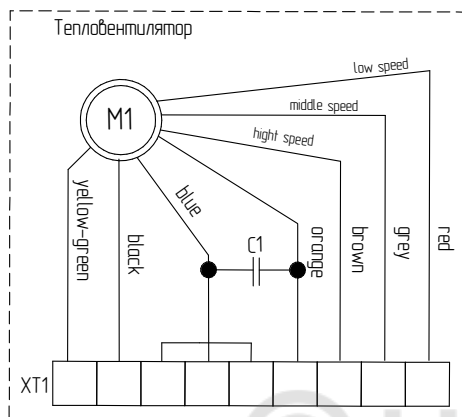 Тепловентилятор
low speed
M1
middle speed
hight speed
yellow-green
black
blue
C1
orange
brown
grey
red
XT1